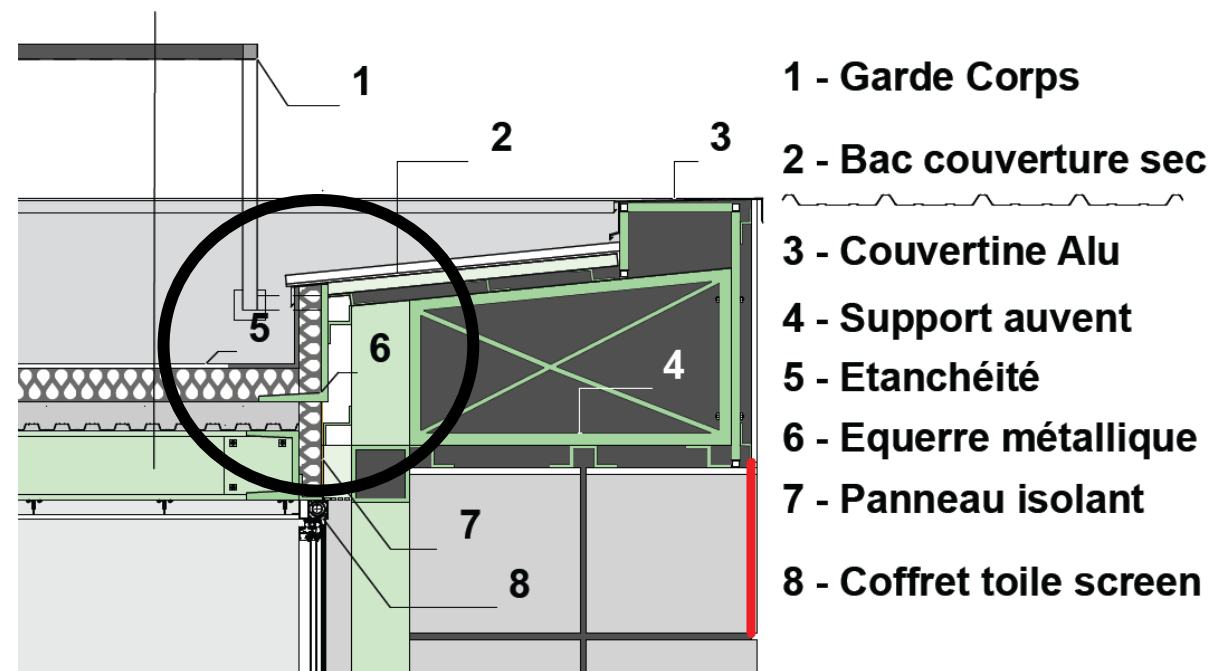 1
2
3
5
6
4
7
8
1 - Garde Corps
2 - Bac couverture sec
3 - Couvertine Alu
4 - Support auvent
5 - Etanchéité
6 - Equerre métallique
7 - Panneau isolant
8 - Coffret toile screen